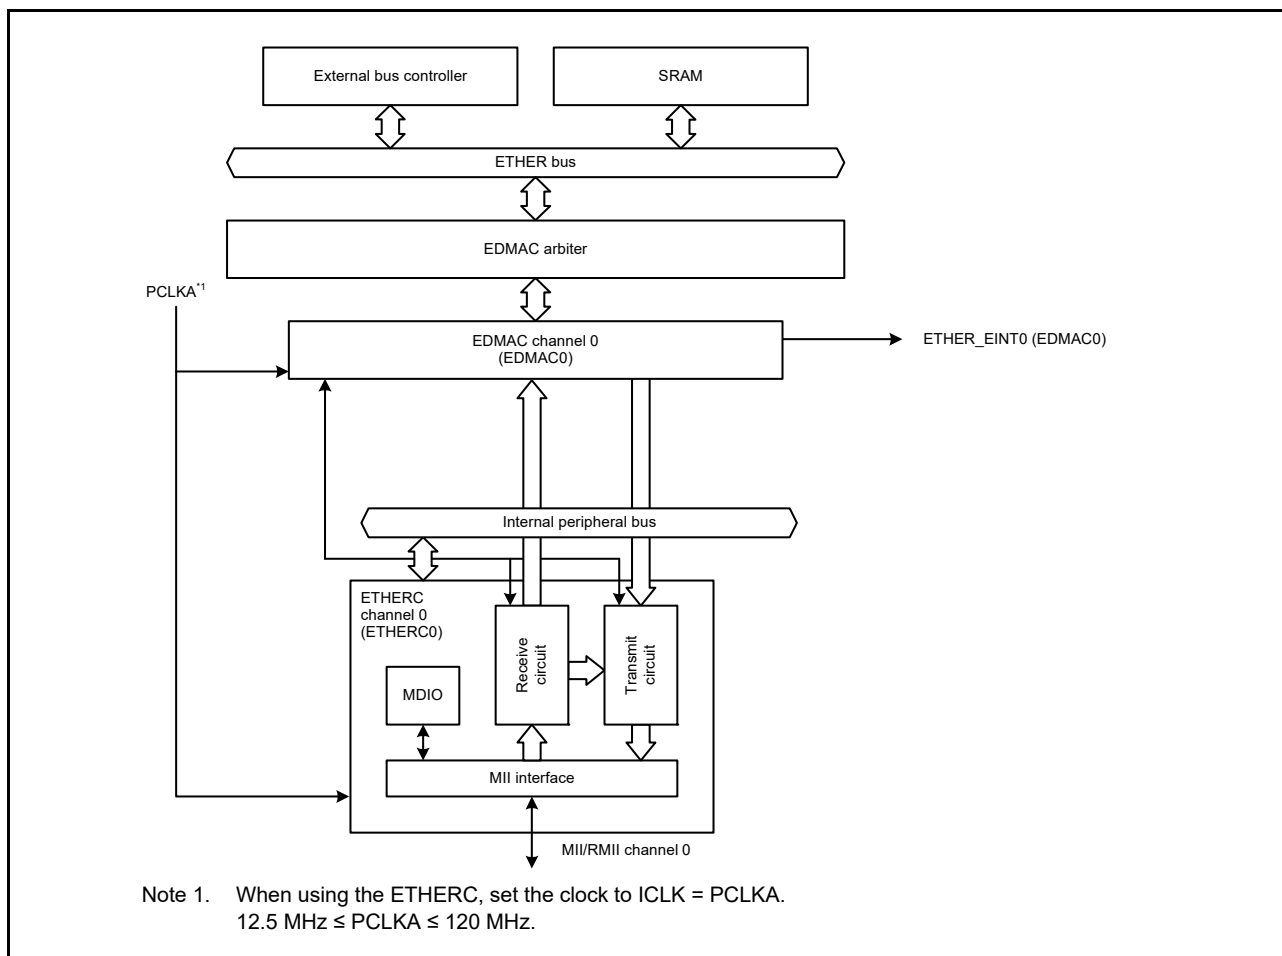 External bus controller
SRAM
ETHER bus
EDMAC arbiter
PCLKA*1
EDMAC channel 0
(EDMAC0)
ETHER_EINT0 (EDMAC0)
Internal peripheral bus
ETHERC
channel 0
(ETHERC0)
MDIO
Receive
circuit
Transmit
circuit
MII interface
MII/RMII channel 0
Note 1. When using the ETHERC, set the clock to ICLK = PCLKA.
12.5 MHz ≤ PCLKA ≤ 120 MHz.